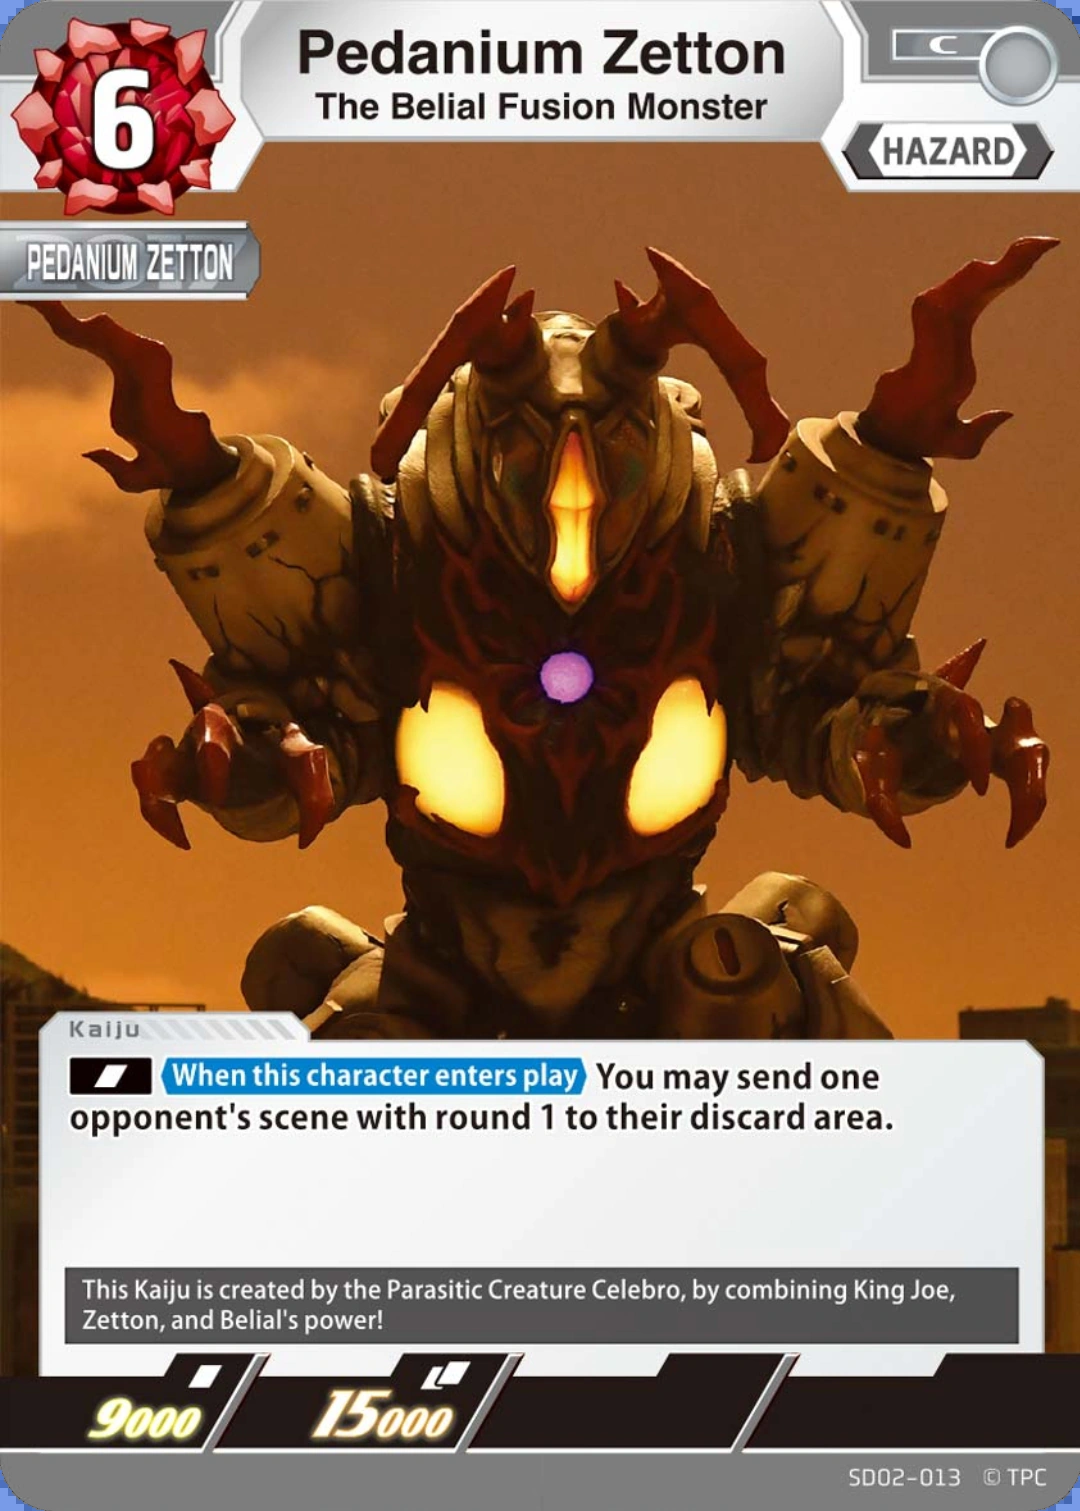 6
Pedanium Zetton
The Belial Fusion Monster
C
HAZARD
PEDANIUM ZETTON
Kaiju
When this character enters play You may send one
opponent's scene with round 1 to their discard area.
This Kaiju is created by the Parasitic Creature Celebro, by combining King Joe,
Zetton, and Belial's power!
9000
15000
SD02-013 © TPC